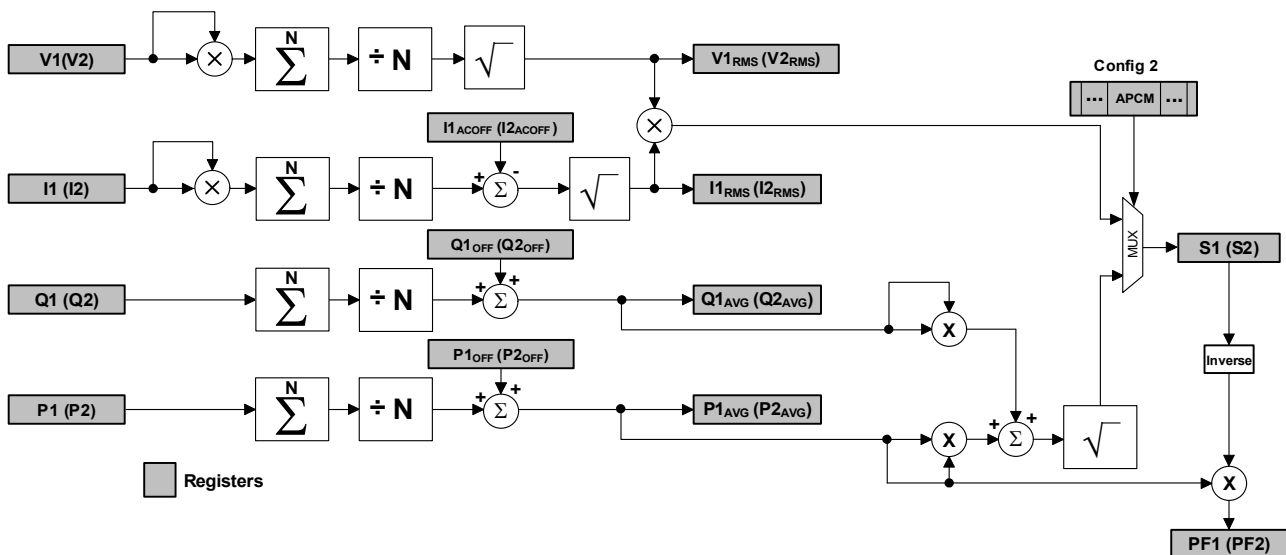 V1(V2)
×
N
∑
÷ N
√
V1RMS (V2RMS)
Config 2
... APCM ...
I1ACOFF (I2ACOFF)
×
I1 (I2)
×
N
∑
÷ N
+
Σ
-
√
I1RMS (I2RMS)
MUX
S1 (S2)
Q1OFF (Q2OFF)
Q1 (Q2)
N
∑
÷ N
+
Σ
+
Q1AVG (Q2AVG)
X
Inverse
P1OFF (P2OFF)
P1 (P2)
N
∑
÷ N
+
Σ
+
P1AVG (P2AVG)
X
+
Σ
+
√
Registers
X
PF1 (PF2)